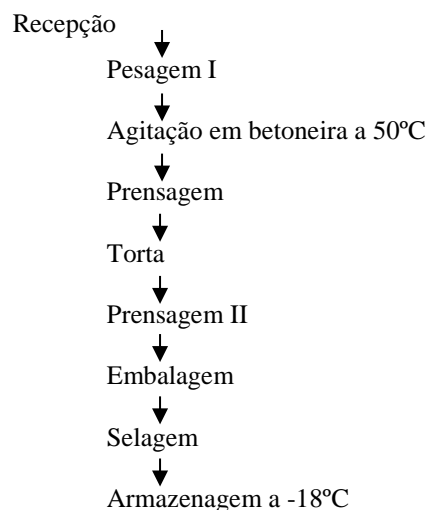 Recepção
Pesagem I
Agitação em betoneira a 50ºC
Prensagem
Torta
Prensagem II
Embalagem
Selagem
Armazenagem a -18ºC